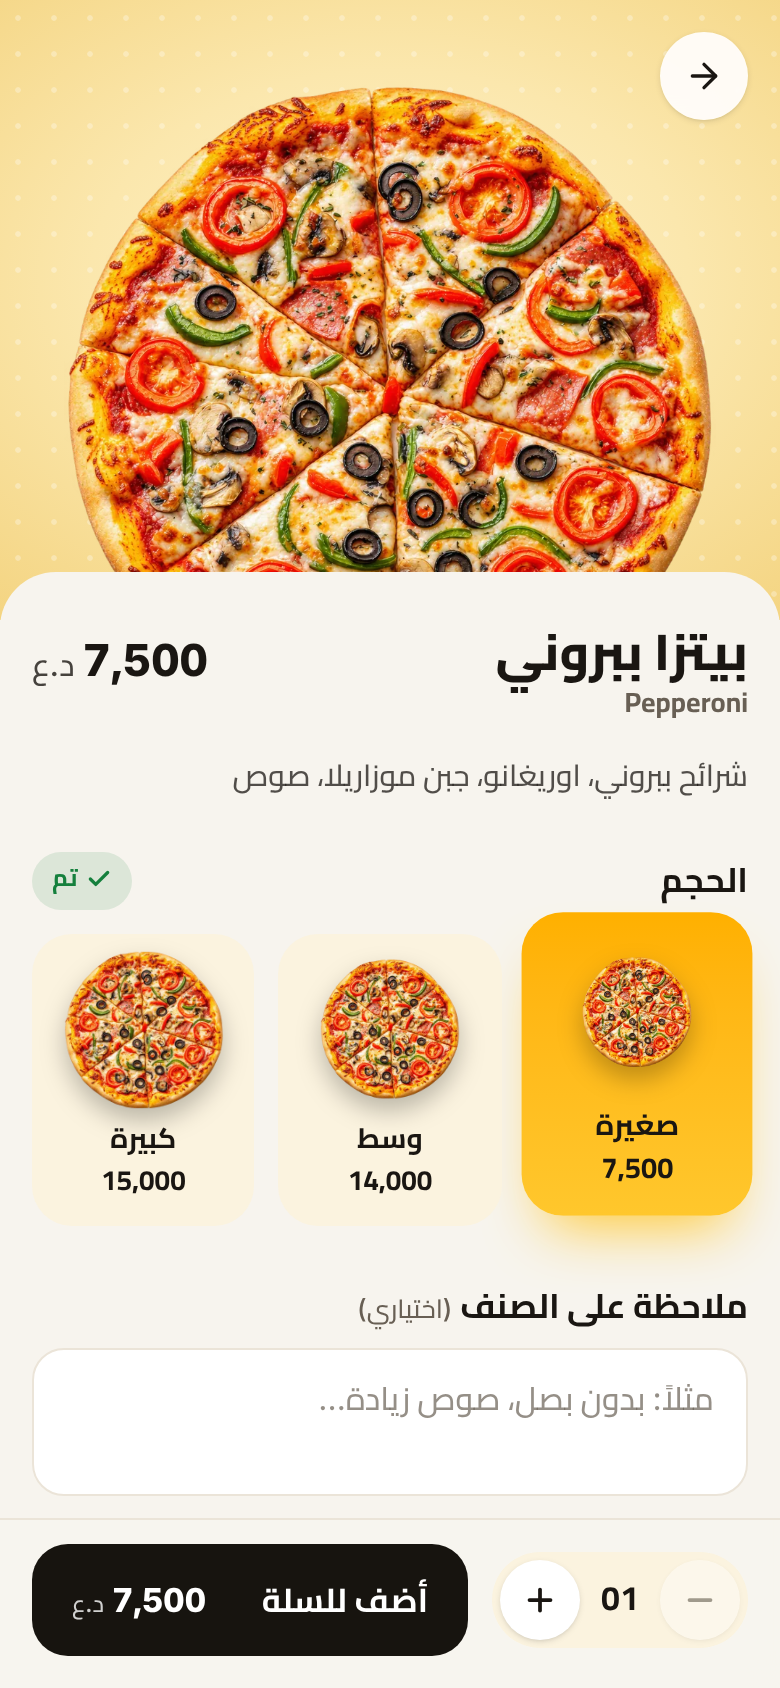 بيتزا ببروني
7,500 د.ع
Pepperoni
شرائح ببروني، اوريغانو، جبن موزاريلا، صوص
الحجم
تم
صغيرة
7,500
وسط
14,000
كبيرة
15,000
ملاحظة على الصنف (اختياري)
مثلاً: بدون بصل، صوص زيادة...
01
أضف للسلة 7,500 د.ع